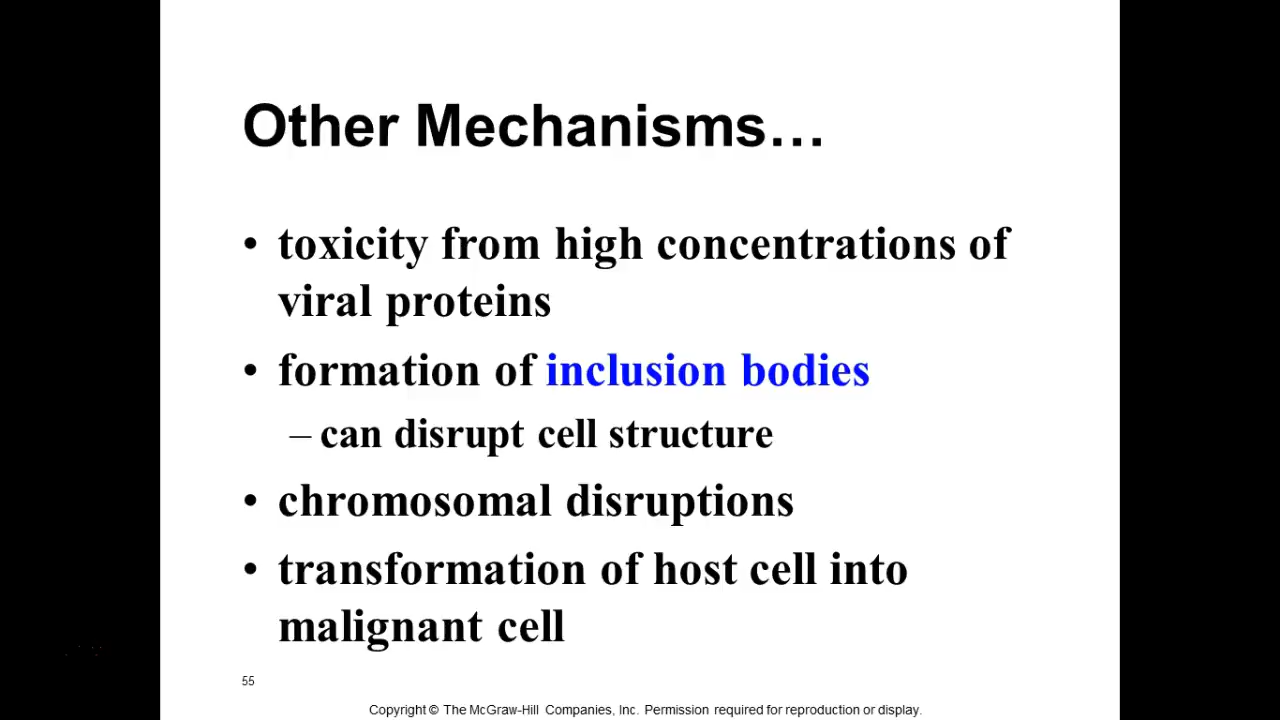 Other Mechanisms…
• toxicity from high concentrations of
viral proteins
• formation of inclusion bodies
– can disrupt cell structure
• chromosomal disruptions
• transformation of host cell into
malignant cell
55
Copyright © The McGraw-Hill Companies, Inc. Permission required for reproduction or display.